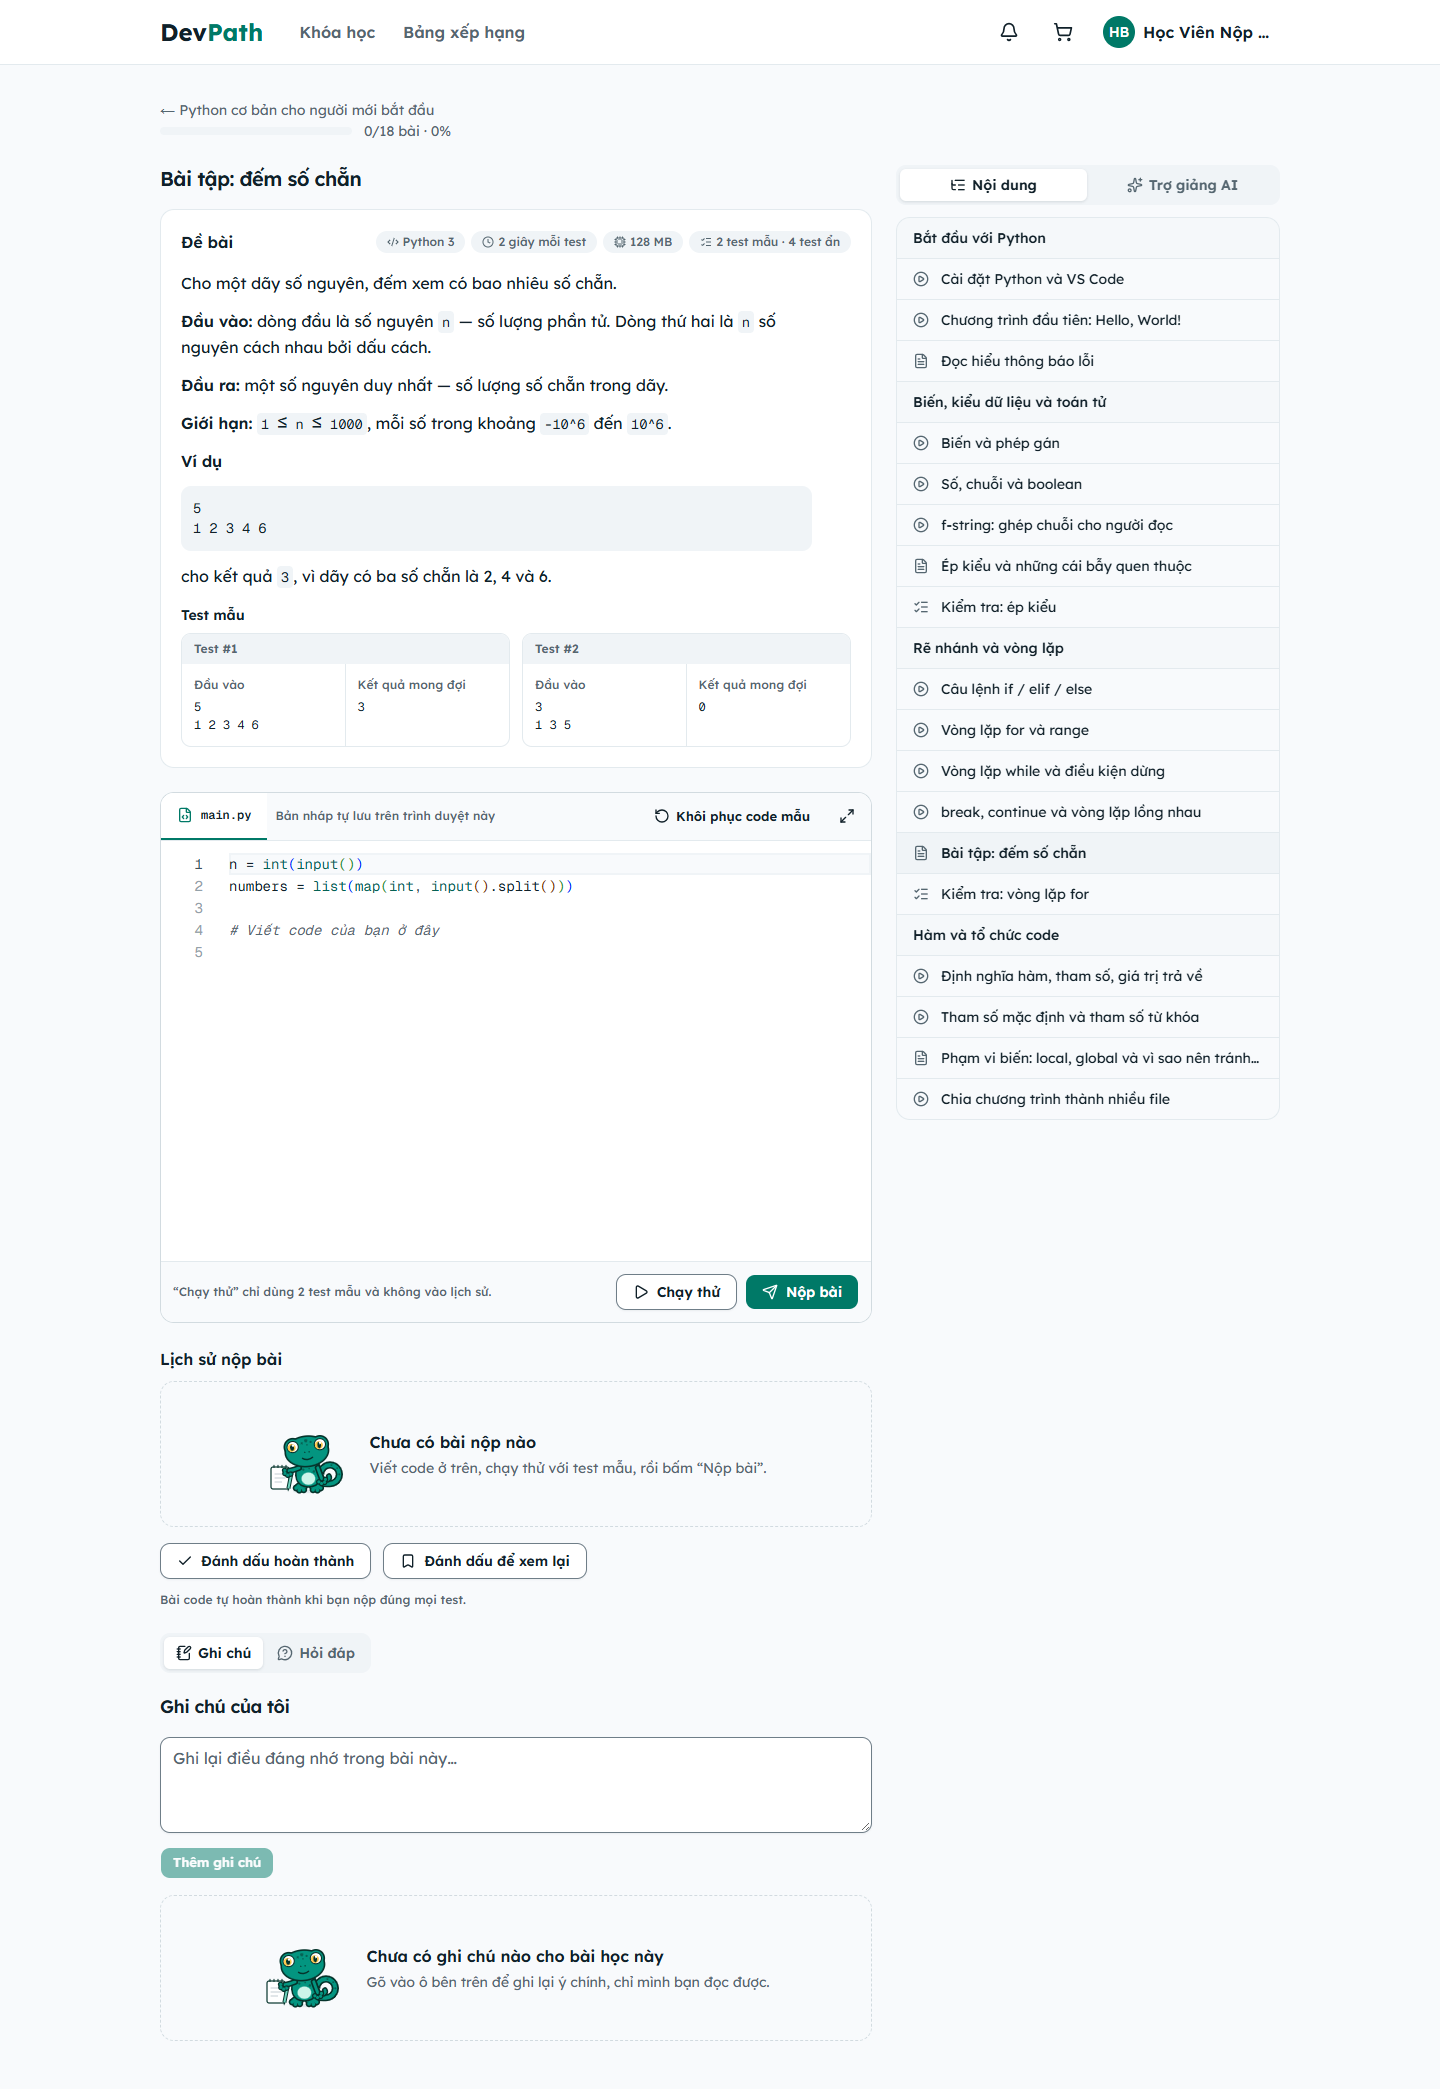 DevPath
Khóa học
Bảng xếp hạng
HB
Học Viên Nộp ...
← Python cơ bản cho người mới bắt đầu
0/18 bài · 0%
Bài tập: đếm số chẵn
Đề bài
Python 3
2 giây mỗi test
128 MB
2 test mẫu · 4 test ẩn
Cho một dãy số nguyên, đếm xem có bao nhiêu số chẵn.
Đầu vào: dòng đầu là số nguyên n — số lượng phần tử. Dòng thứ hai là n số
nguyên cách nhau bởi dấu cách.
Đầu ra: một số nguyên duy nhất — số lượng số chẵn trong dãy.
Giới hạn: 1 ≤ n ≤ 1000, mỗi số trong khoảng -10^6 đến 10^6.
Ví dụ
5
1 2 3 4 6
cho kết quả 3, vì dãy có ba số chẵn là 2, 4 và 6.
Test mẫu
Test #1
Đầu vào
5
1 2 3 4 6
Kết quả mong đợi
3
Test #2
Đầu vào
3
1 3 5
Kết quả mong đợi
0
main.py
Bản nháp tự lưu trên trình duyệt này
Khôi phục code mẫu
1 n = int(input())
2 numbers = list(map(int, input().split()))
3
4 # Viết code của bạn ở đây
5
“Chạy thử” chỉ dùng 2 test mẫu và không vào lịch sử.
Chạy thử
Nộp bài
Lịch sử nộp bài
Chưa có bài nộp nào
Viết code ở trên, chạy thử với test mẫu, rồi bấm “Nộp bài”.
Đánh dấu hoàn thành
Đánh dấu để xem lại
Bài code tự hoàn thành khi bạn nộp đúng mọi test.
Ghi chú
Hỏi đáp
Ghi chú của tôi
Ghi lại điều đáng nhớ trong bài này...
Thêm ghi chú
Chưa có ghi chú nào cho bài học này
Gõ vào ô bên trên để ghi lại ý chính, chỉ mình bạn đọc được.
Nội dung
Trợ giảng AI
Bắt đầu với Python
Cài đặt Python và VS Code
Chương trình đầu tiên: Hello, World!
Đọc hiểu thông báo lỗi
Biến, kiểu dữ liệu và toán tử
Biến và phép gán
Số, chuỗi và boolean
f-string: ghép chuỗi cho người đọc
Ép kiểu và những cái bẫy quen thuộc
Kiểm tra: ép kiểu
Rẽ nhánh và vòng lặp
Câu lệnh if / elif / else
Vòng lặp for và range
Vòng lặp while và điều kiện dừng
break, continue và vòng lặp lồng nhau
Bài tập: đếm số chẵn
Kiểm tra: vòng lặp for
Hàm và tổ chức code
Định nghĩa hàm, tham số, giá trị trả về
Tham số mặc định và tham số từ khóa
Phạm vi biến: local, global và vì sao nên tránh...
Chia chương trình thành nhiều file